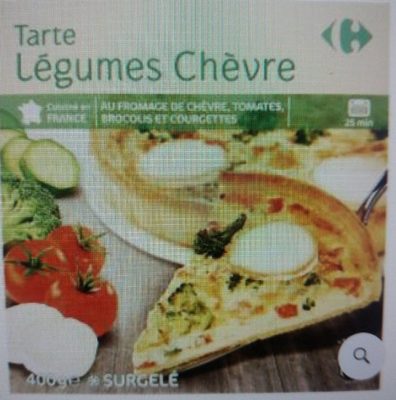 Tarte
Légumes Chèvre
Cuisiné en
FRANCE
AU FROMAGE DE CHÈVRE, TOMATES,
BROCOLIS ET COURGETTES
25 min
400g e * SURGELÉ